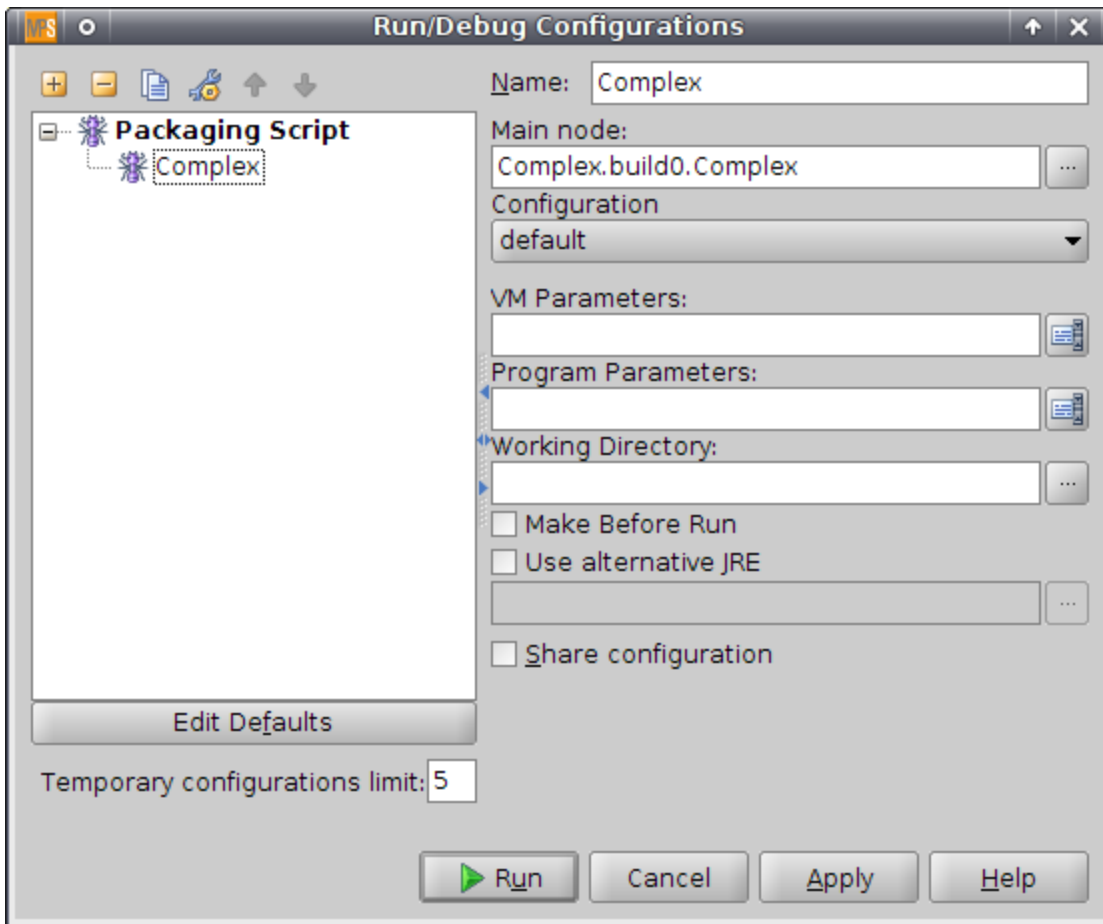 MPS
Run/Debug Configurations
Name:
Complex
Packaging Script
Complex
Main node:
Complex.build0.Complex
...
Configuration
default
VM Parameters:
Program Parameters:
Working Directory:
...
Make Before Run
Use alternative JRE
...
Share configuration
Edit Defaults
Temporary configurations limit:
5
Run
Cancel
Apply
Help